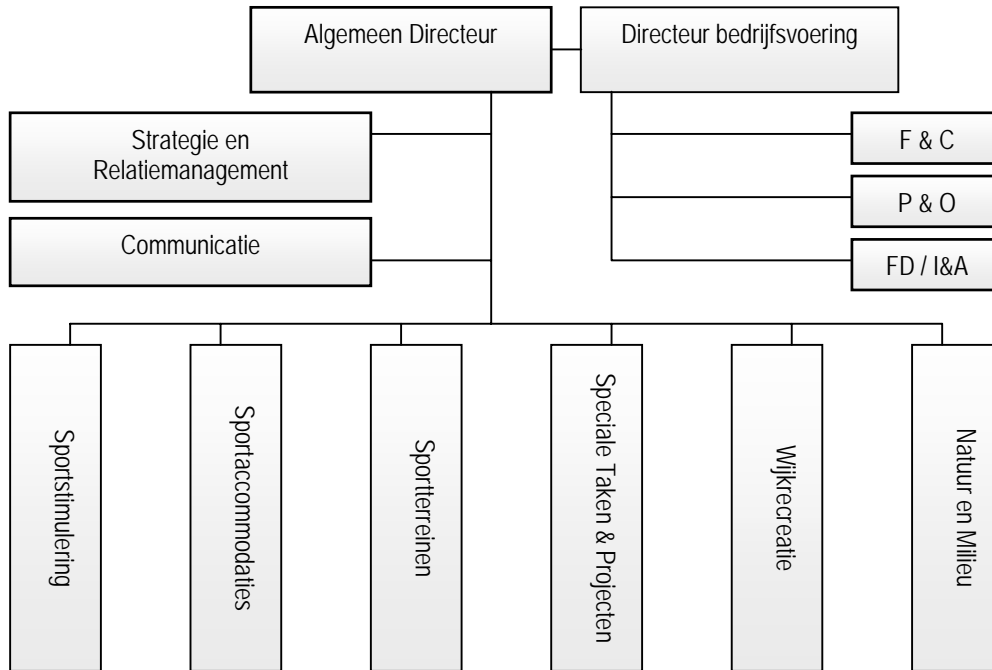 Algemeen Directeur
Directeur bedrijfsvoering
Strategie en
Relatiemanagement
F & C
P & O
Communicatie
FD / I&A
Sportstimulering
Sportaccommodaties
Sportterreinen
Speciale Taken & Projecten
Wijkrecreatie
Natuur en Milieu